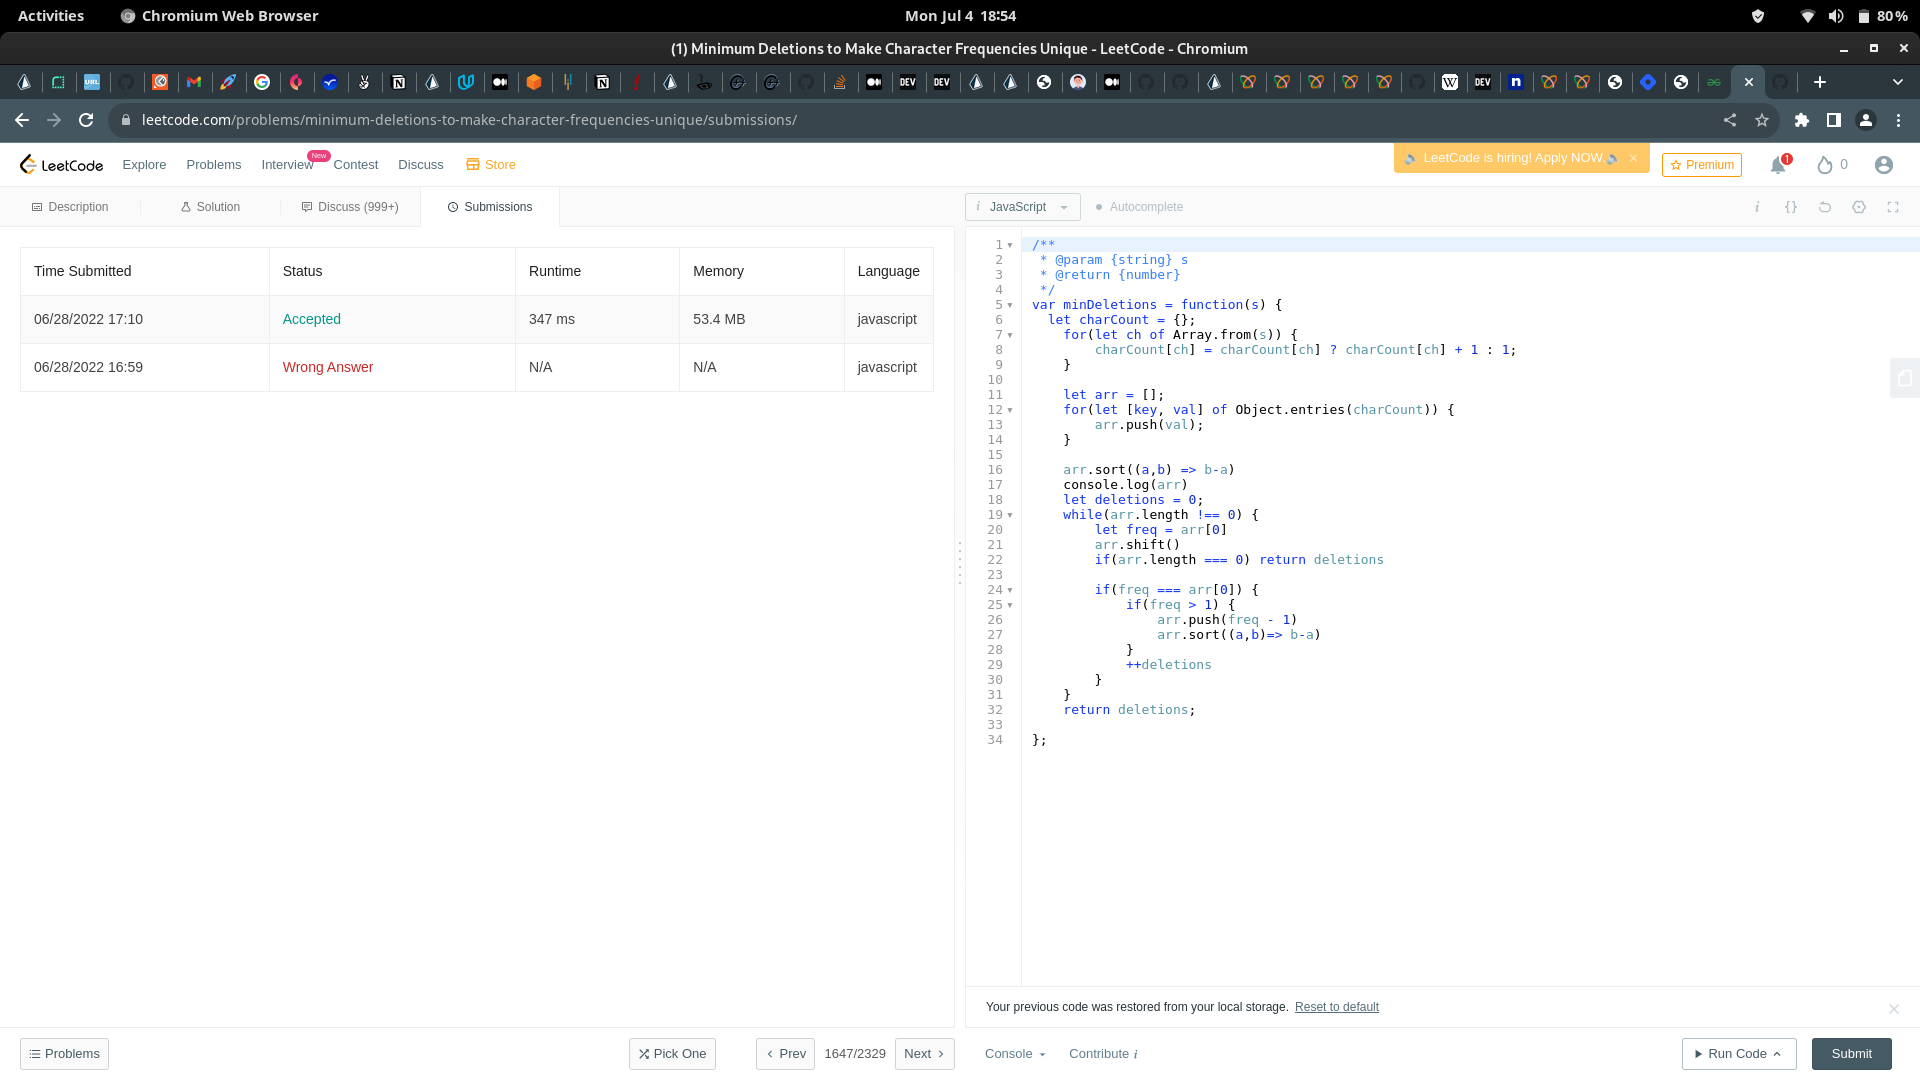 Activities
Chromium Web Browser
Mon Jul 4 18:54
80%
(1) Minimum Deletions to Make Character Frequencies Unique - LeetCode - Chromium
leetcode.com/problems/minimum-deletions-to-make-character-frequencies-unique/submissions/
LeetCode
Explore
Problems
Interview
New
Contest
Discuss
Store
LeetCode is hiring! Apply NOW.
Premium
1
0
Description
Solution
Discuss (999+)
Submissions
i JavaScript
Autocomplete
i {}
Time Submitted Status Runtime Memory Language
06/28/2022 17:10 Accepted 347 ms 53.4 MB javascript
06/28/2022 16:59 Wrong Answer N/A N/A javascript
1 /**
2 * @param {string} s
3 * @return {number}
4 */
5 var minDeletions = function(s) {
6 let charCount = {};
7 for(let ch of Array.from(s)) {
8 charCount[ch] = charCount[ch] ? charCount[ch] + 1 : 1;
9 }
10
11 let arr = [];
12 for(let [key, val] of Object.entries(charCount)) {
13 arr.push(val);
14 }
15
16 arr.sort((a,b) => b-a)
17 console.log(arr)
18 let deletions = 0;
19 while(arr.length !== 0) {
20 let freq = arr[0]
21 arr.shift()
22 if(arr.length === 0) return deletions
23
24 if(freq === arr[0]) {
25 if(freq > 1) {
26 arr.push(freq - 1)
27 arr.sort((a,b)=> b-a)
28 }
29 ++deletions
30 }
31 }
32 return deletions;
33
34 };
Your previous code was restored from your local storage. Reset to default
Problems
Pick One
Prev
1647/2329
Next
Console
Contribute i
Run Code
Submit